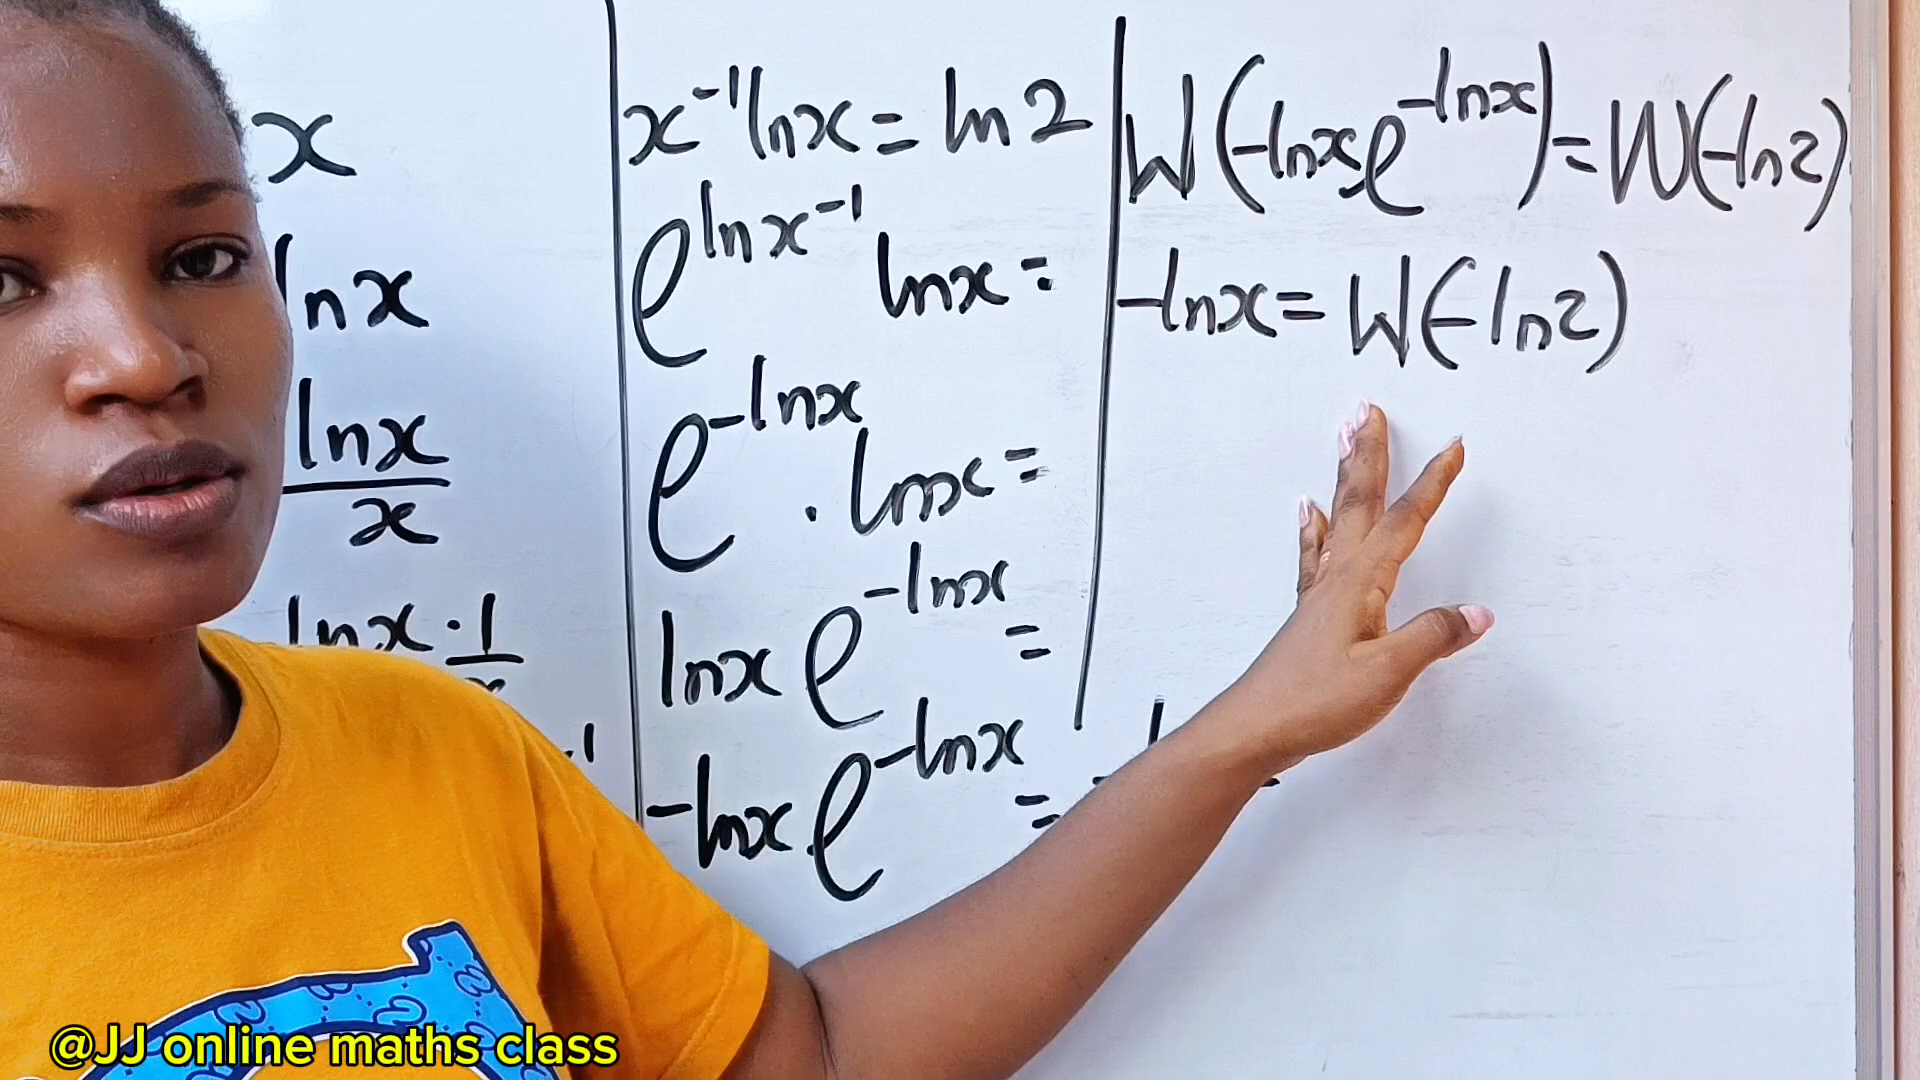 x
lnx
lnx
x
lnx · 1
-1
x⁻¹lnx = ln2
e^lnx⁻¹ lnx =
e^-lnx . lnx =
lnx e^-lnx =
-lnx . e^-lnx =
W(-lnx.e^-lnx) = W(-ln2)
-lnx = W(-ln2)
@JJ online maths class